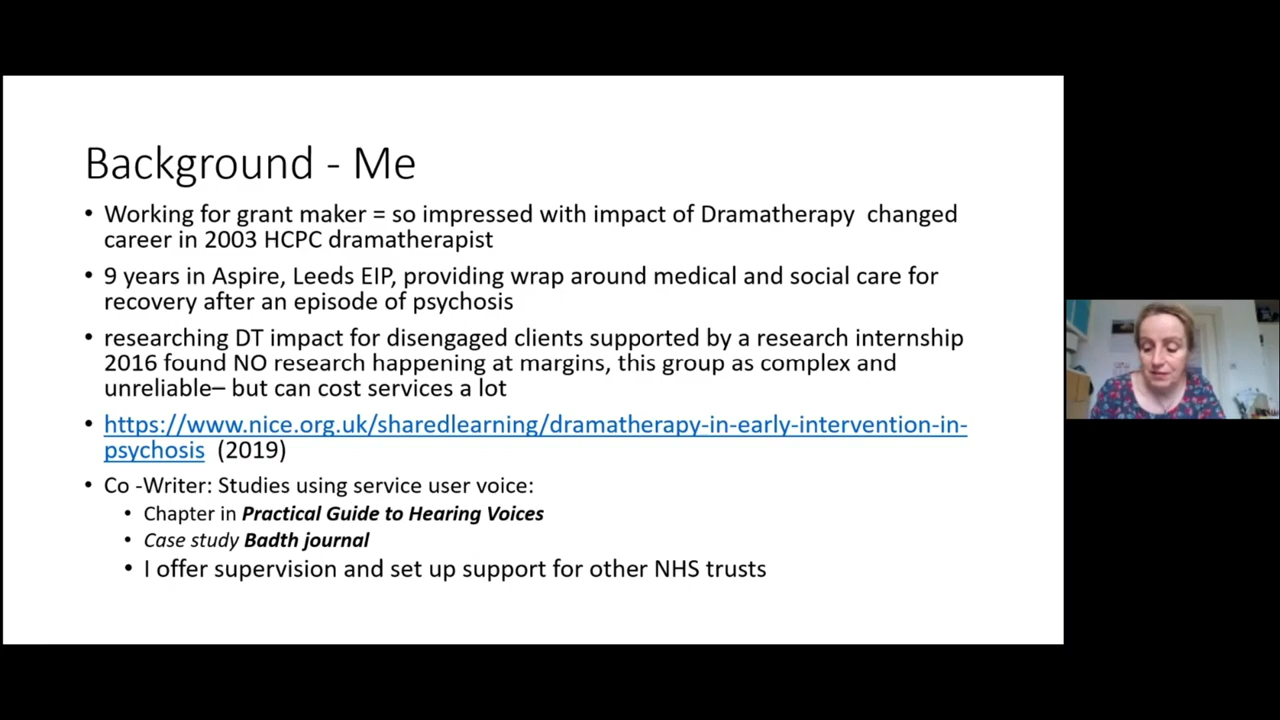 Background - Me
• Working for grant maker = so impressed with impact of Dramatherapy  changed
career in 2003 HCPC dramatherapist
• 9 years in Aspire, Leeds EIP, providing wrap around medical and social care for
recovery after an episode of psychosis
• researching DT impact for disengaged clients supported by a research internship
2016 found NO research happening at margins, this group as complex and
unreliable– but can cost services a lot
• https://www.nice.org.uk/sharedlearning/dramatherapy-in-early-intervention-in-
psychosis  (2019)
• Co -Writer: Studies using service user voice:
• Chapter in Practical Guide to Hearing Voices
• Case study Badth journal
• I offer supervision and set up support for other NHS trusts